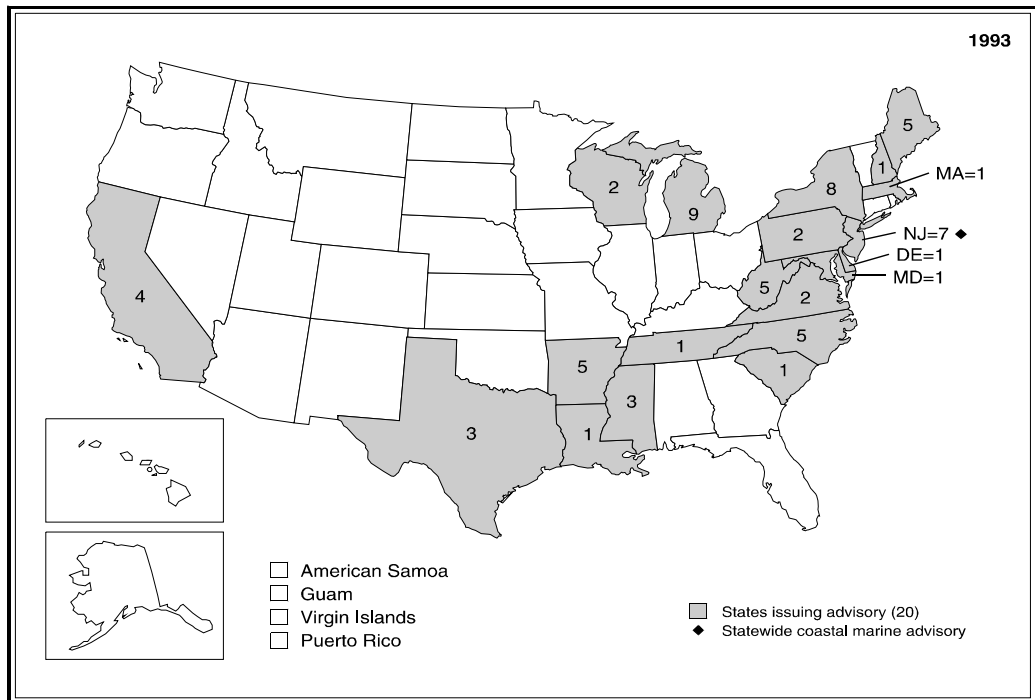 1993
5
1
MA=1
8
2
9
NJ=7 ◆
2
DE=1
MD=1
5
2
4
5
1
5
1
3
3
1
American Samoa
Guam
Virgin Islands
Puerto Rico
States issuing advisory (20)
◆ Statewide coastal marine advisory